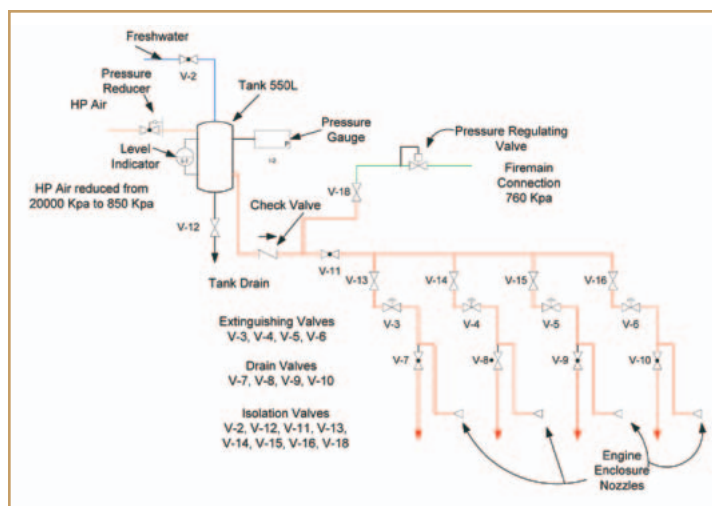 Freshwater
V-2
Pressure
Reducer
HP Air
Tank 550L
Pressure
Gauge
Level
Indicator
Pressure Regulating
Valve
Firemain
Connection
760 Kpa
HP Air reduced from
20000 Kpa to 850 Kpa
V-18
V-12
Check Valve
Tank Drain
V-11
V-13
V-14
V-15
V-16
V-3
V-4
V-5
V-6
Extinguishing Valves
V-3, V-4, V-5, V-6
V-7
V-8
V-9
V-10
Drain Valves
V-7, V-8, V-9, V-10
Isolation Valves
V-2, V-12, V-11, V-13,
V-14, V-15, V-16, V-18
Engine
Enclosure
Nozzles